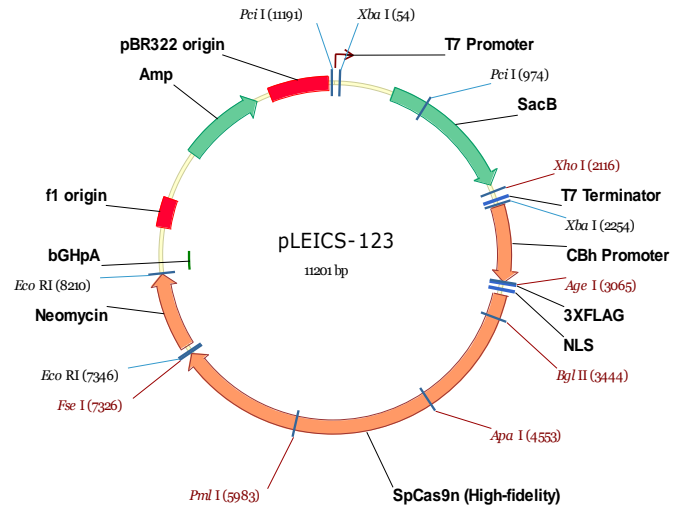 Pci I (11191)
Xba I (54)
T7 Promoter
pBR322 origin
Pci I (974)
Amp
SacB
Xho I (2116)
T7 Terminator
f1 origin
Xba I (2254)
pLEICS-123
11201 bp
CBh Promoter
bGHpA
Eco RI (8210)
Age I (3065)
3XFLAG
Neomycin
NLS
Eco RI (7346)
Bgl II (3444)
Fse I (7326)
Apa I (4553)
Pml I (5983)
SpCas9n (High-fidelity)